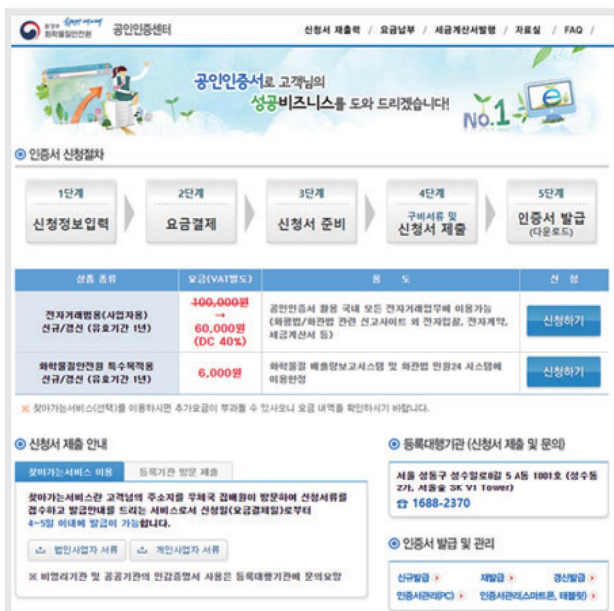 환경부 화학물질안전원 공인인증센터
신청서 재출력 / 요금납부 / 세금계산서발행 / 자료실 / FAQ /
공인인증서로 고객님의
성공비즈니스를 도와 드리겠습니다!
NO.1
인증서 신청절차
1단계
신청정보입력
2단계
요금결제
3단계
신청서 준비
4단계
구비서류 및
신청서 제출
5단계
인증서 발급
(다운로드)
상품 종류 요금(VAT별도) 용 도 신 청
전자거래범용(사업자용)
신규/갱신 (유효기간 1년)
100,000원
→
60,000원
(DC 40%)
공인인증서 활용 국내 모든 전자거래업무에 이용가능
(화평법/화관법 관련 신고사이트 외 전자입찰, 전자계약,
세금계산서 등)
신청하기
화학물질안전원 특수목적용
신규/갱신 (유효기간 1년)
6,000원
화학물질 배출량보고시스템 및 화관법 민원24 시스템에
이용한정
신청하기
※ 찾아가는서비스(선택)를 이용하시면 추가요금이 부과될 수 있사오니 요금 내역을 확인하시기 바랍니다.
신청서 제출 안내
찾아가는서비스 이용 등록기관 방문 제출
찾아가는서비스란 고객님의 주소지를 우체국 집배원이 방문하여 신청서류를
접수하고 발급안내를 드리는 서비스로서 신청일(요금결제일)로부터
4~5일 이내에 발급이 가능합니다.
법인사업자 서류 개인사업자 서류
※ 비영리기관 및 공공기관의 인감증명서 사용은 등록대행기관에 문의요망
등록대행기관 (신청서 제출 및 문의)
서울 성동구 성수일로8길 5 A동 1801호 (성수동
2가, 서울숲 SK V1 Tower)
☎ 1688-2370
인증서 발급 및 관리
신규발급 재발급 갱신발급
인증서관리(PC) 인증서관리(스마트폰, 태블릿)